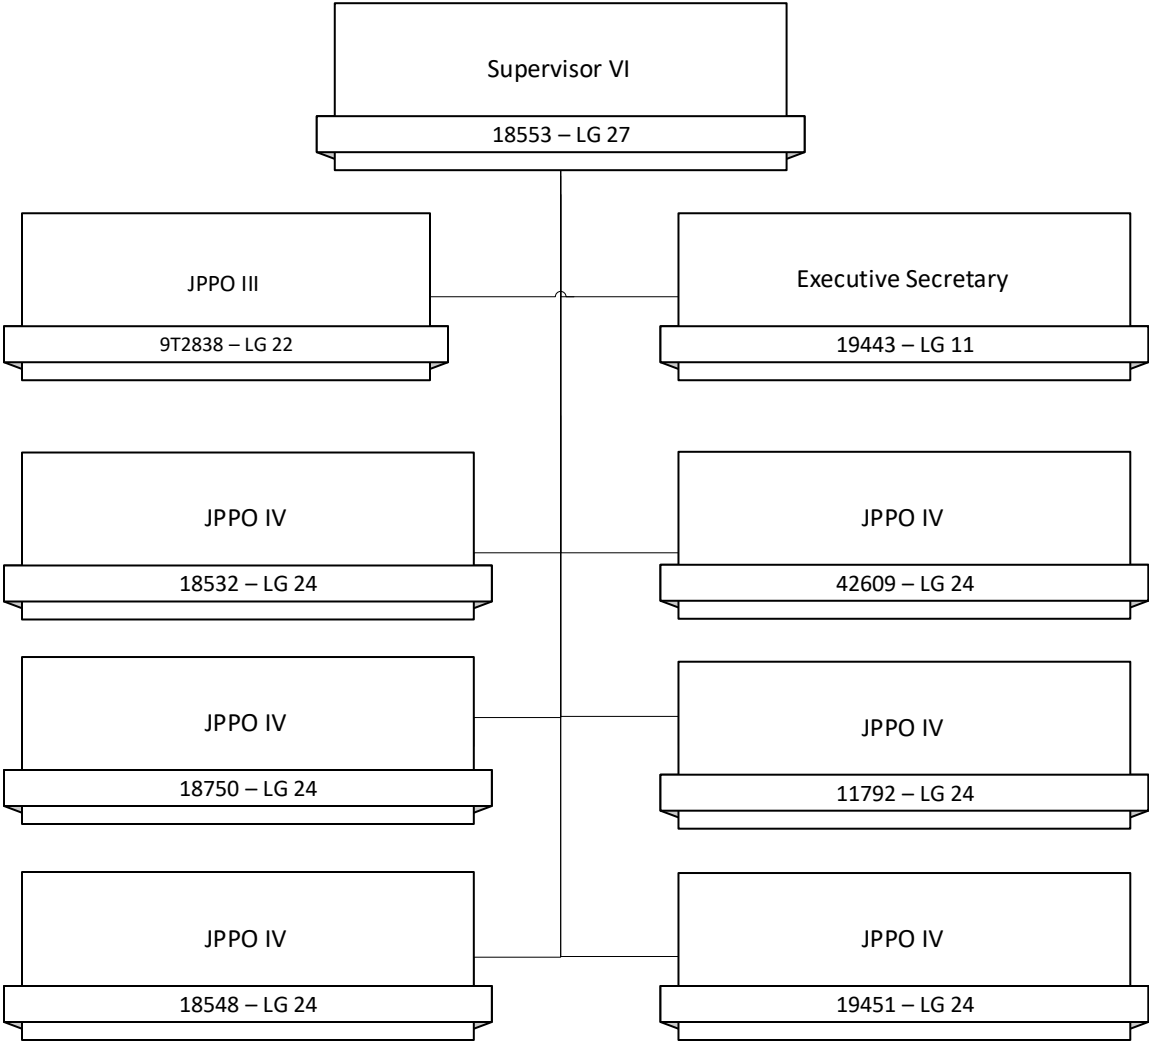 Supervisor VI
18553 – LG 27
JPPO III
9T2838 – LG 22
Executive Secretary
19443 – LG 11
JPPO IV
18532 – LG 24
JPPO IV
42609 – LG 24
JPPO IV
18750 – LG 24
JPPO IV
11792 – LG 24
JPPO IV
18548 – LG 24
JPPO IV
19451 – LG 24